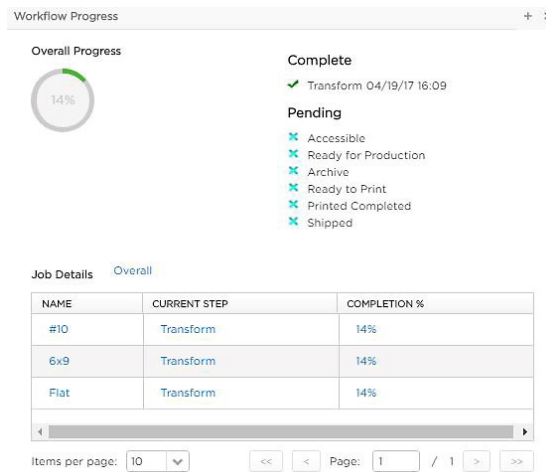 Workflow Progress
Overall Progress
14%
Complete
Transform 04/19/17 16:09
Pending
Accessible
Ready for Production
Archive
Ready to Print
Printed Completed
Shipped
Job Details Overall
NAME CURRENT STEP COMPLETION %
#10 Transform 14%
6x9 Transform 14%
Flat Transform 14%
Items per page: 10 << < Page: 1 / 1 > >>